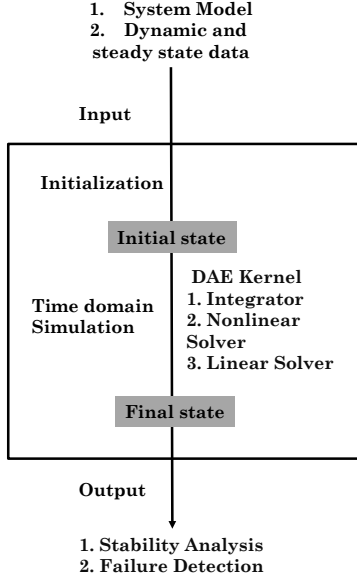 1. System Model
2. Dynamic and
steady state data
Input
Initialization
Initial state
Time domain
Simulation
DAE Kernel
1. Integrator
2. Nonlinear
Solver
3. Linear Solver
Final state
Output
1. Stability Analysis
2. Failure Detection